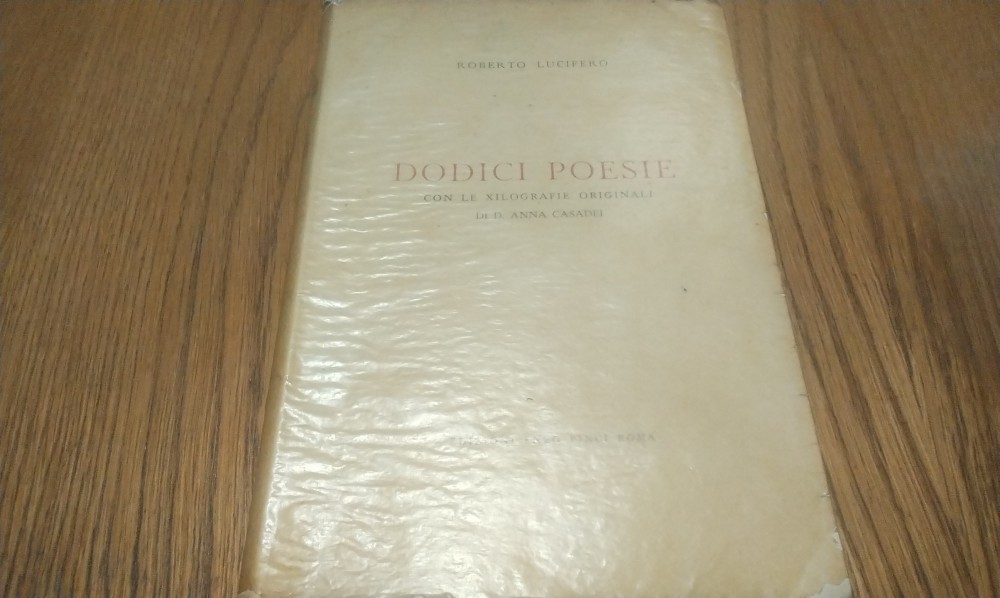 ROBERTO LUCIFERO
DODICI POESIE
CON LE XILOGRAFIE ORIGINALI
DI D. ANNA CASADEI
ROMA